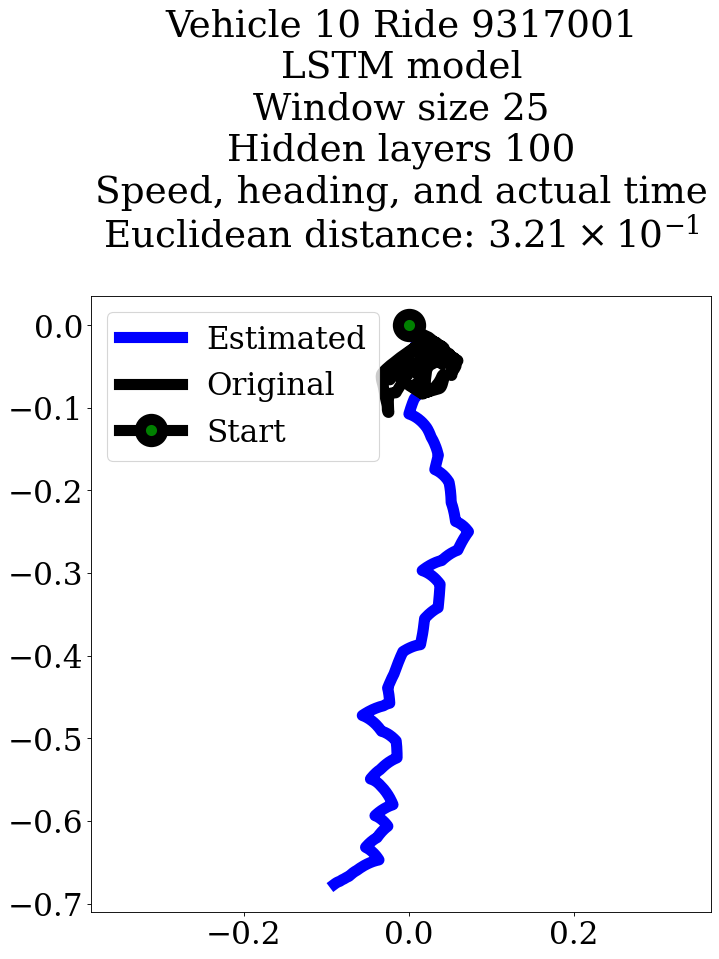 Vehicle 10 Ride 9317001
LSTM model
Window size 25
Hidden layers 100
Speed, heading, and actual time
Euclidean distance: 3.21 × 10⁻¹
Estimated
Original
Start
0.0
−0.1
−0.2
−0.3
−0.4
−0.5
−0.6
−0.7
−0.2 0.0 0.2